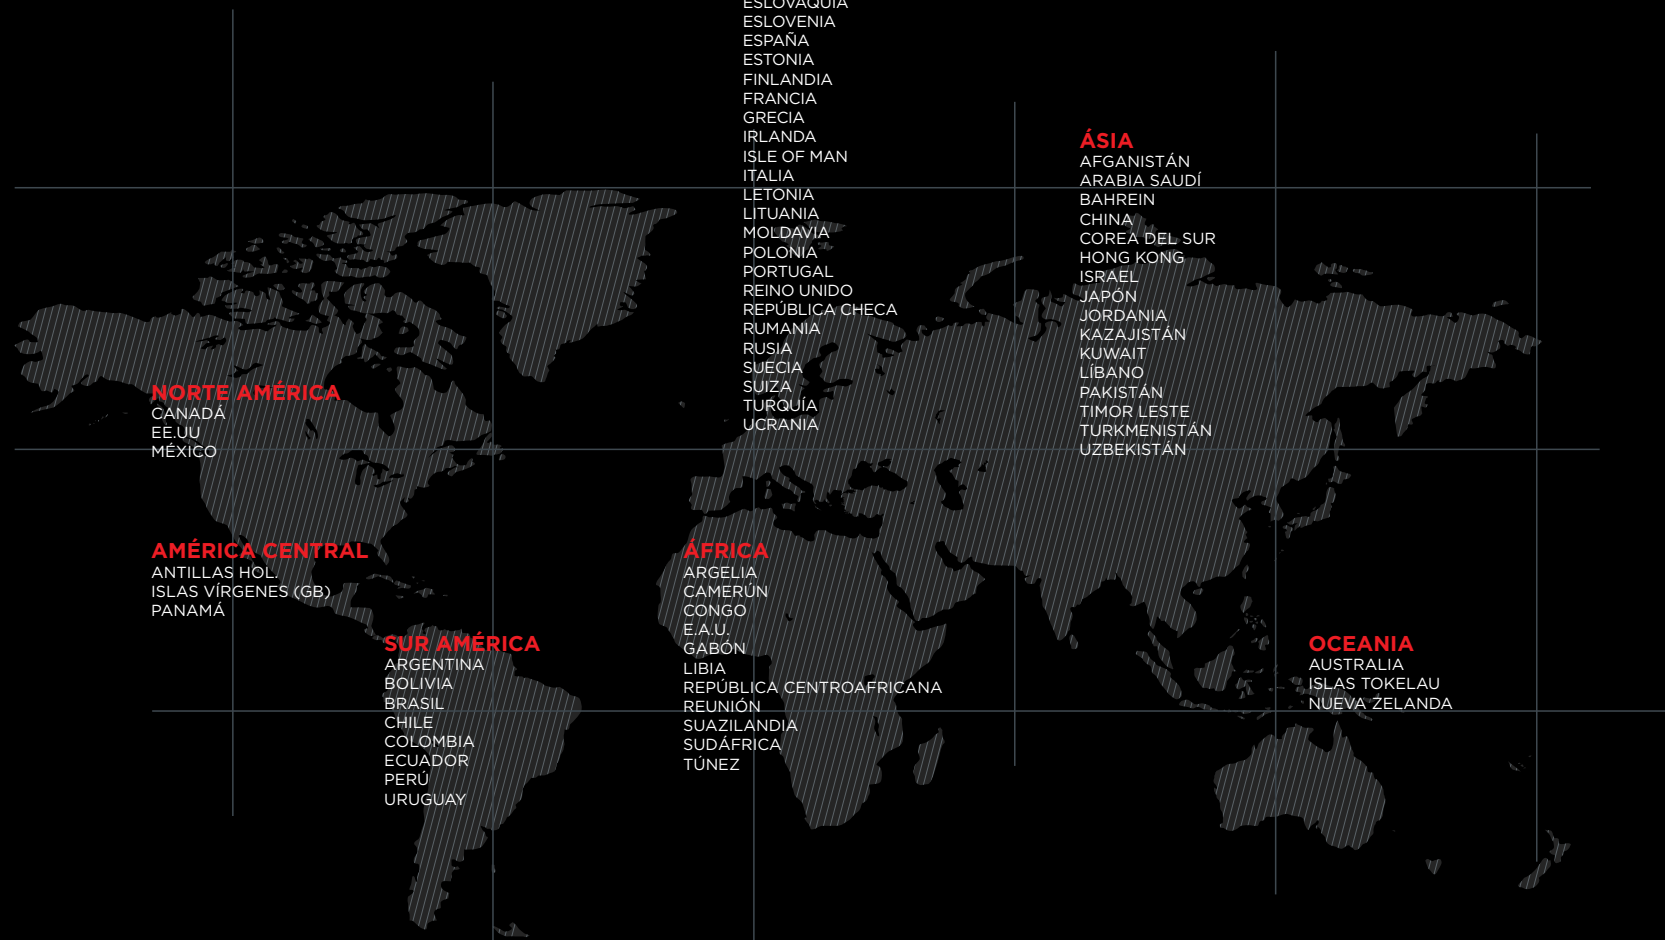 ESLOVAQUIA
ESLOVENIA
ESPAÑA
ESTONIA
FINLANDIA
FRANCIA
GRECIA
IRLANDA
ISLE OF MAN
ITALIA
LETONIA
LITUANIA
MOLDAVIA
POLONIA
PORTUGAL
REINO UNIDO
REPÚBLICA CHECA
RUMANIA
RUSIA
SUECIA
SUIZA
TURQUÍA
UCRANIA
ÁSIA
AFGANISTÁN
ARABIA SAUDÍ
BAHREIN
CHINA
COREA DEL SUR
HONG KONG
ISRAEL
JAPÓN
JORDANIA
KAZAJISTÁN
KUWAIT
LÍBANO
PAKISTÁN
TIMOR LESTE
TURKMENISTÁN
UZBEKISTÁN
NORTE AMÉRICA
CANADÁ
EE.UU
MÉXICO
AMÉRICA CENTRAL
ANTILLAS HOL.
ISLAS VÍRGENES (GB)
PANAMÁ
SUR AMÉRICA
ARGENTINA
BOLIVIA
BRASIL
CHILE
COLOMBIA
ECUADOR
PERÚ
URUGUAY
ÁFRICA
ARGELIA
CAMERÚN
CONGO
E.A.U.
GABÓN
LIBIA
REPÚBLICA CENTROAFRICANA
REUNIÓN
SUAZILANDIA
SUDÁFRICA
TÚNEZ
OCEANIA
AUSTRALIA
ISLAS TOKELAU
NUEVA ZELANDA